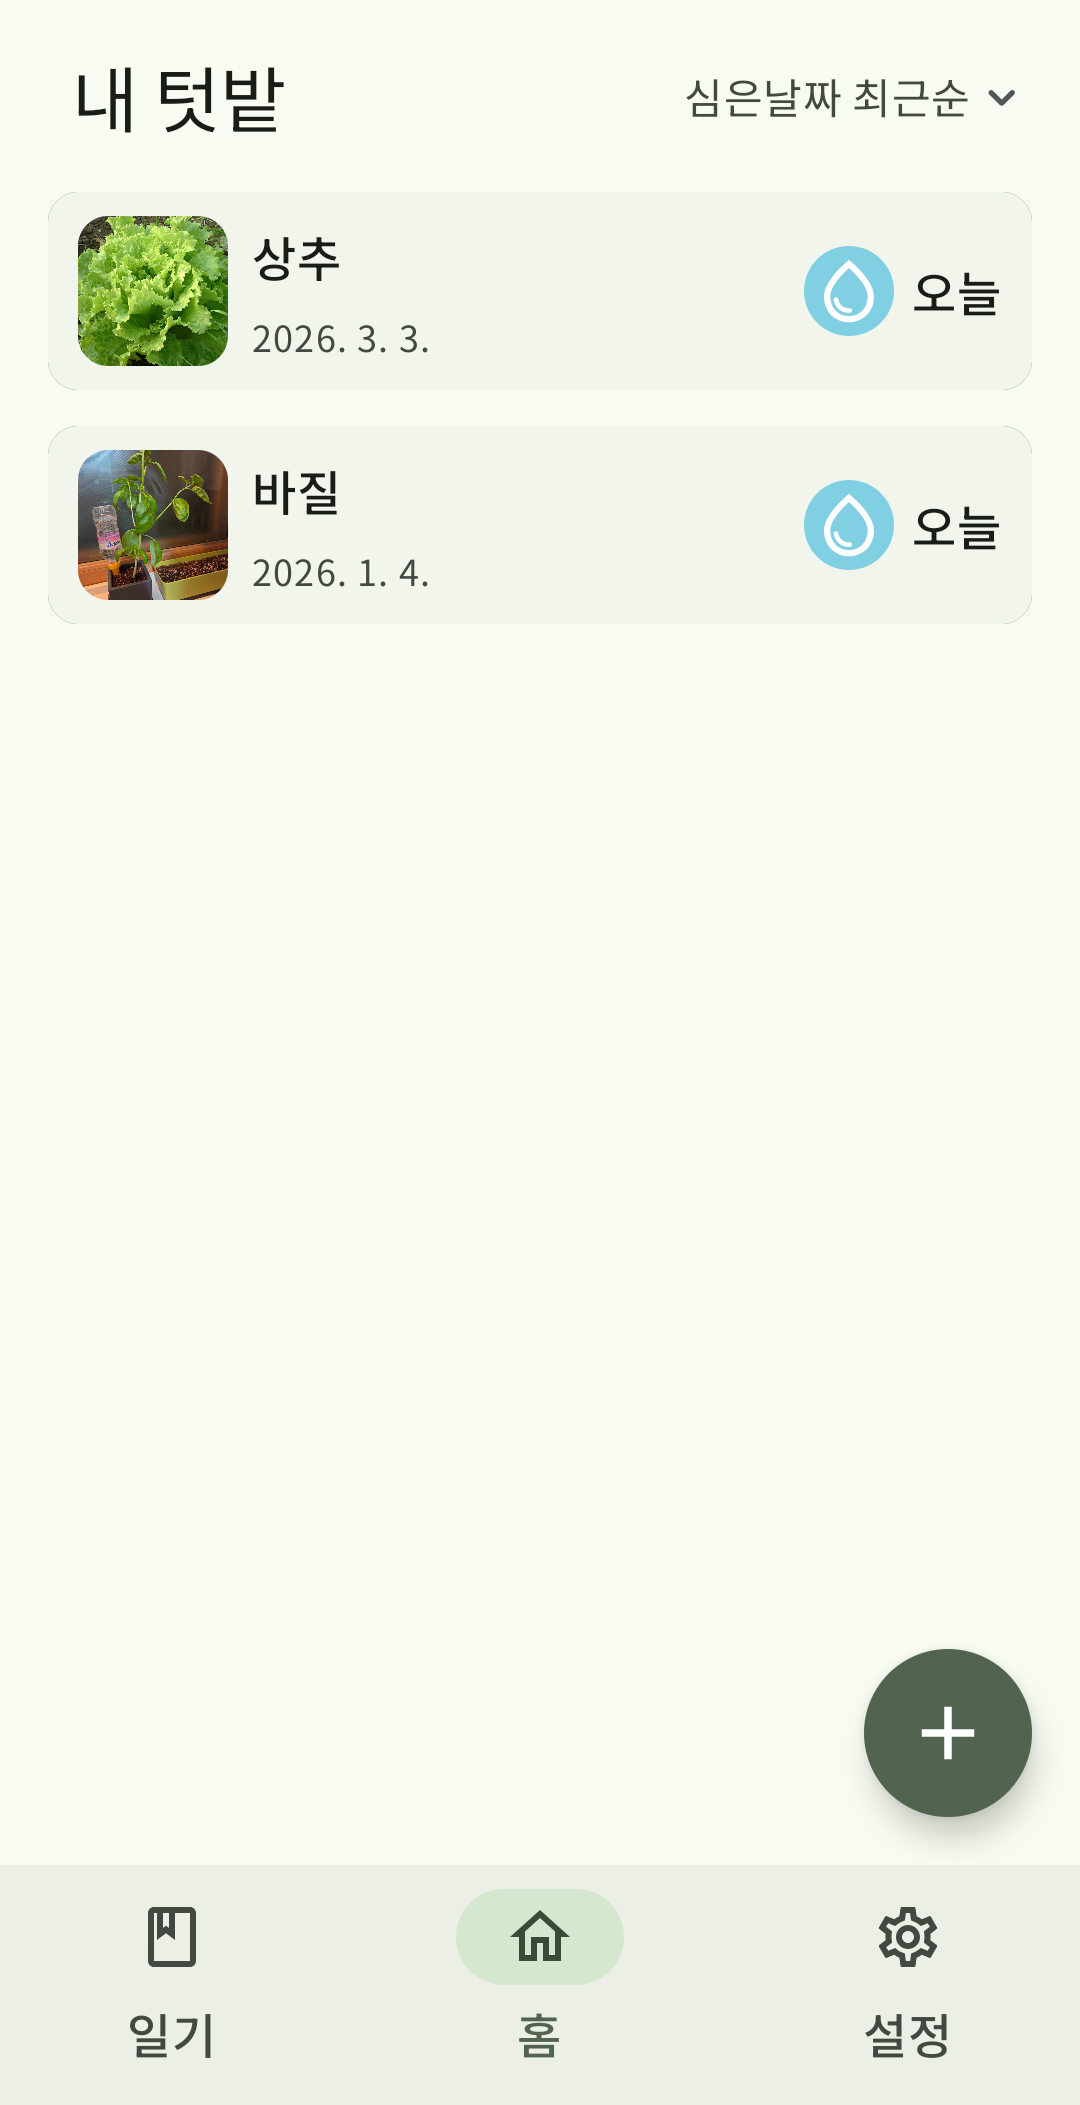 내 텃밭
심은날짜 최근순
상추
2026. 3. 3.
오늘
바질
2026. 1. 4.
오늘
일기
홈
설정